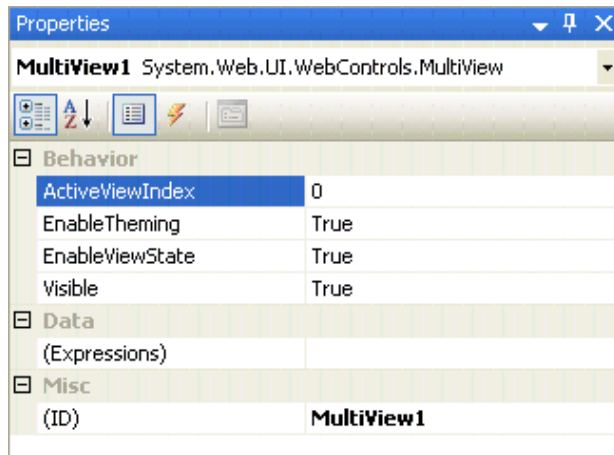 Properties
MultiView1 System.Web.UI.WebControls.MultiView
Behavior
ActiveViewIndex 0
EnableTheming True
EnableViewState True
Visible True
Data
(Expressions)
Misc
(ID) MultiView1